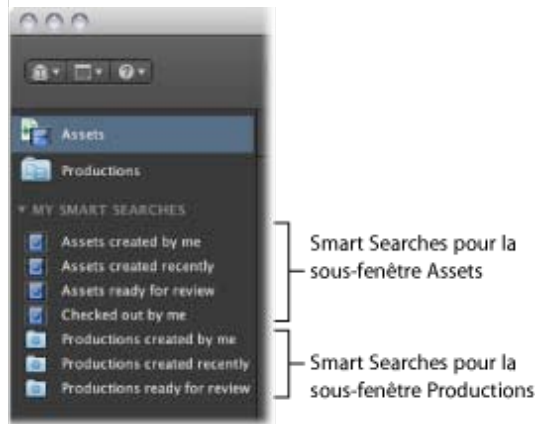 Assets
Productions
MY SMART SEARCHES
Assets created by me
Assets created recently
Assets ready for review
Checked out by me
Productions created by me
Productions created recently
Productions ready for review
Smart Searches pour la
sous-fenêtre Assets
Smart Searches pour la
sous-fenêtre Productions